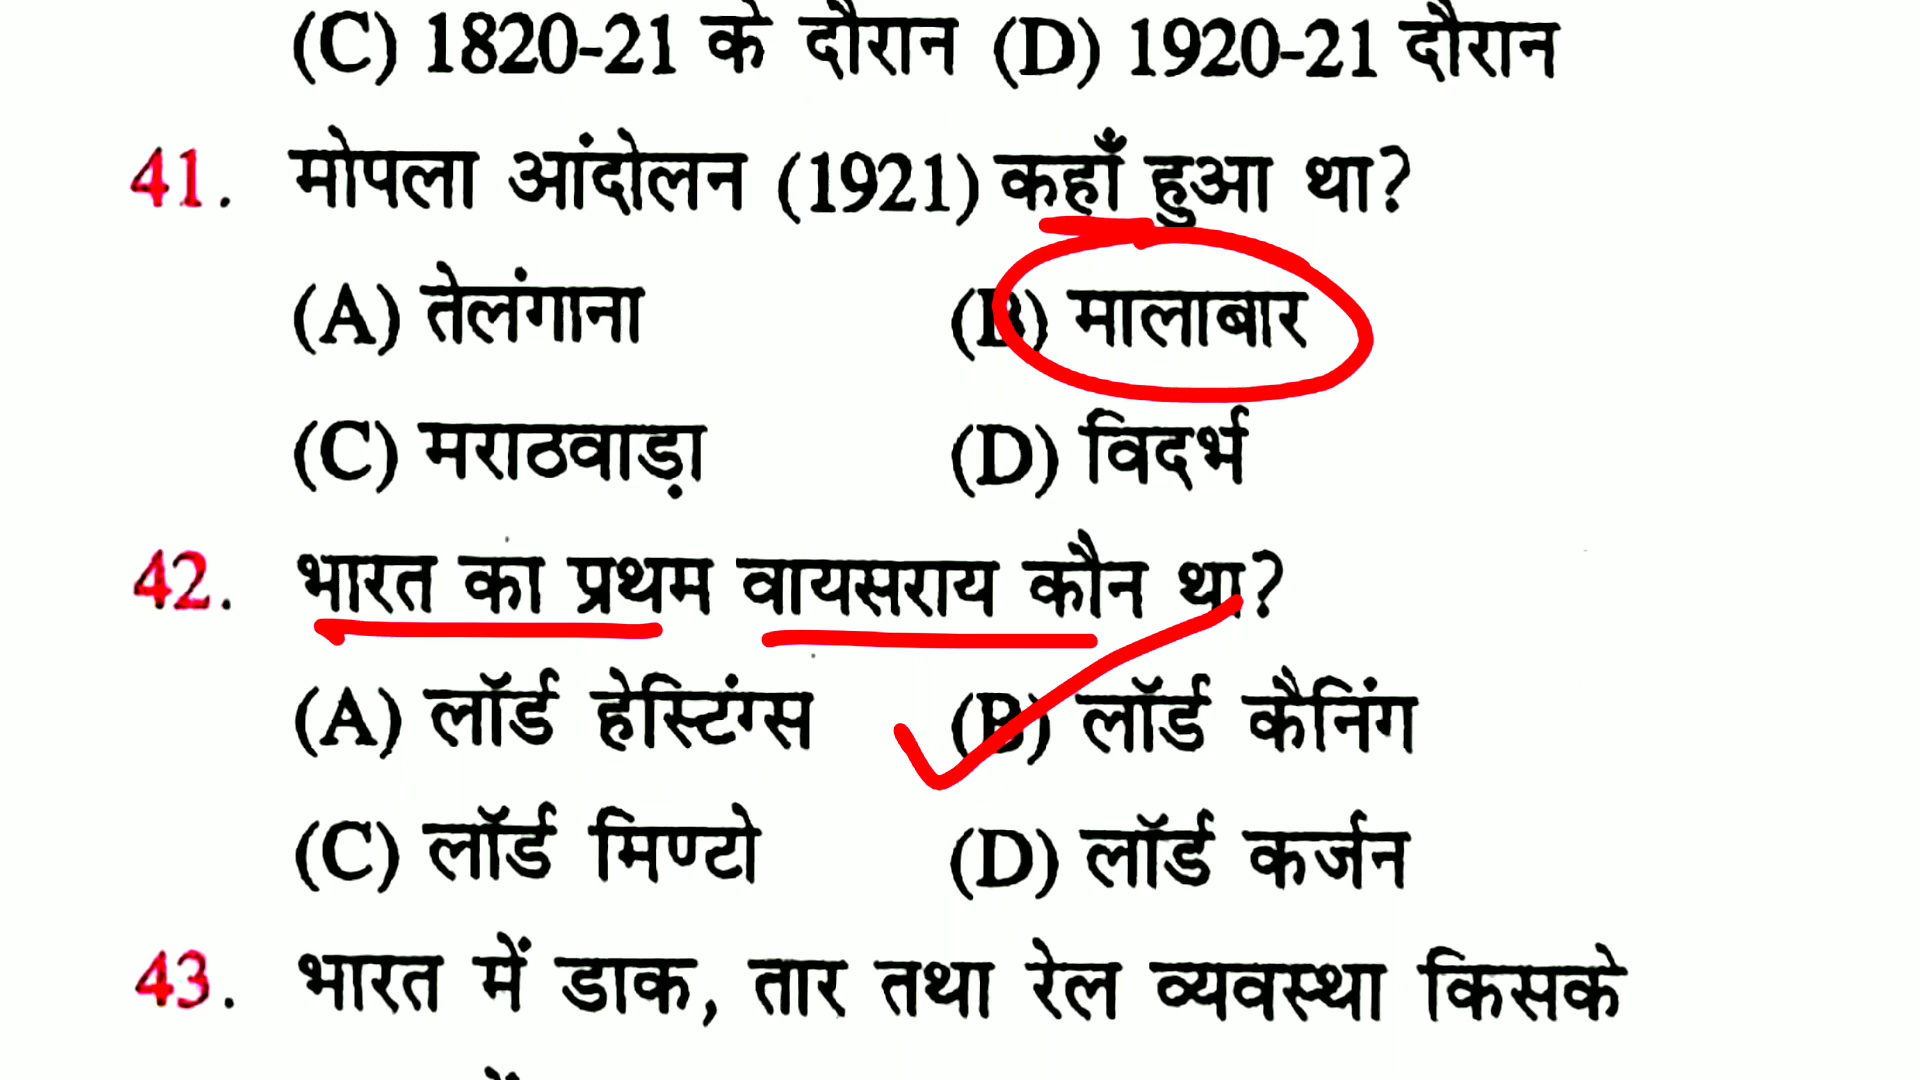 (C) 1820-21 के दौरान (D) 1920-21 दौरान
41. मोपला आंदोलन (1921) कहाँ हुआ था?
(A) तेलंगाना (B) मालाबार
(C) मराठवाड़ा (D) विदर्भ
42. भारत का प्रथम वायसराय कौन था?
(A) लॉर्ड हेस्टिंग्स (B) लॉर्ड कैनिंग
(C) लॉर्ड मिण्टो (D) लॉर्ड कर्जन
43. भारत में डाक, तार तथा रेल व्यवस्था किसके